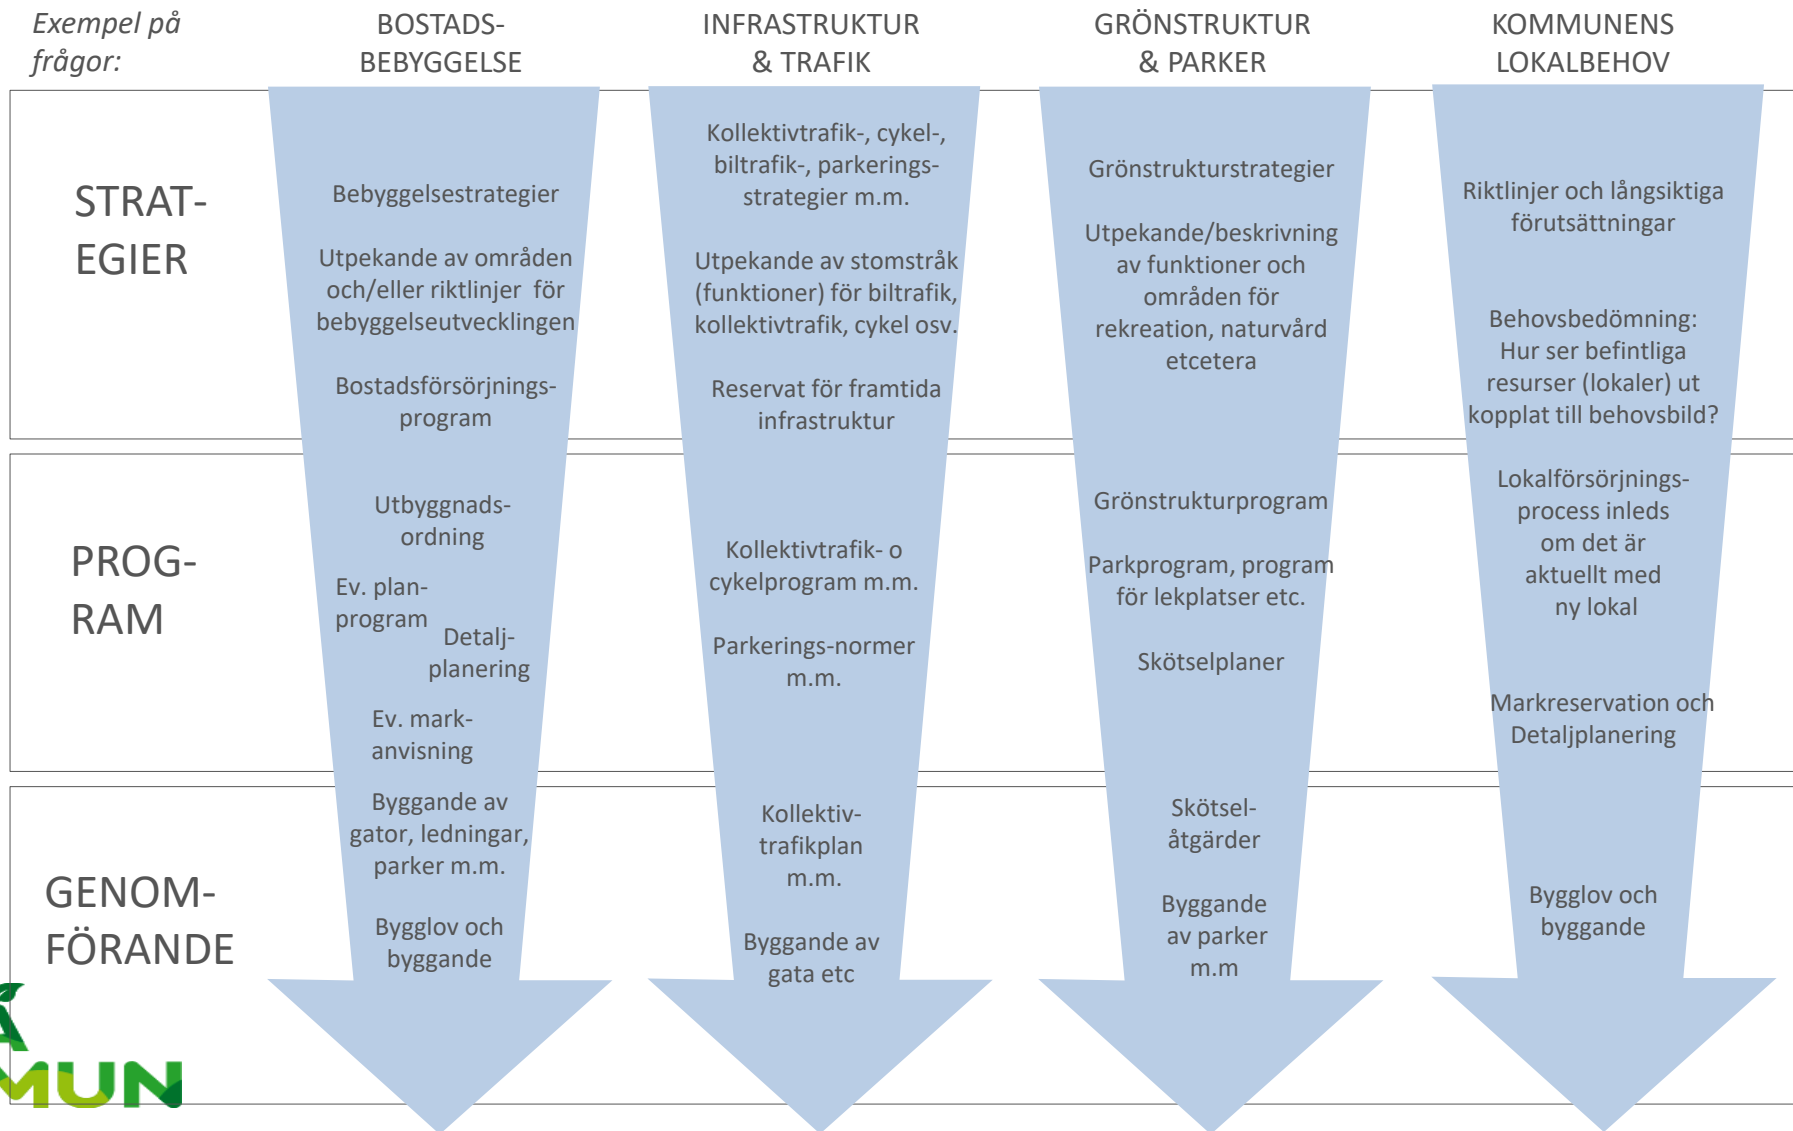 Exempel på
frågor:
BOSTADS-
BEBYGGELSE
INFRASTRUKTUR
& TRAFIK
GRÖNSTRUKTUR
& PARKER
KOMMUNENS
LOKALBEHOV
STRAT-
EGIER
Bebyggelsestrategier
Utpekande av områden
och/eller riktlinjer för
bebyggelseutvecklingen
Bostadsförsörjnings-
program
Kollektivtrafik-, cykel-,
biltrafik-, parkerings-
strategier m.m.
Utpekande av stomstråk
(funktioner) för biltrafik,
kollektivtrafik, cykel osv.
Reservat för framtida
infrastruktur
Grönstrukturstrategier
Utpekande/beskrivning
av funktioner och
områden för
rekreation, naturvård
etcetera
Riktlinjer och långsiktiga
förutsättningar
Behovsbedömning:
Hur ser befintliga
resurser (lokaler) ut
kopplat till behovsbild?
PROG-
RAM
Utbyggnads-
ordning
Ev. plan-
program
Detalj-
planering
Ev. mark-
anvisning
Kollektivtrafik- o
cykelprogram m.m.
Parkerings-normer
m.m.
Grönstrukturprogram
Parkprogram, program
för lekplatser etc.
Skötselplaner
Lokalförsörjnings-
process inleds
om det är
aktuellt med
ny lokal
Markreservation och
Detaljplanering
GENOM-
FÖRANDE
Byggande av
gator, ledningar,
parker m.m.
Bygglov och
byggande
Kollektiv-
trafikplan
m.m.
Byggande av
gata etc
Skötsel-
åtgärder
Byggande
av parker
m.m
Bygglov och
byggande
Å
MUN